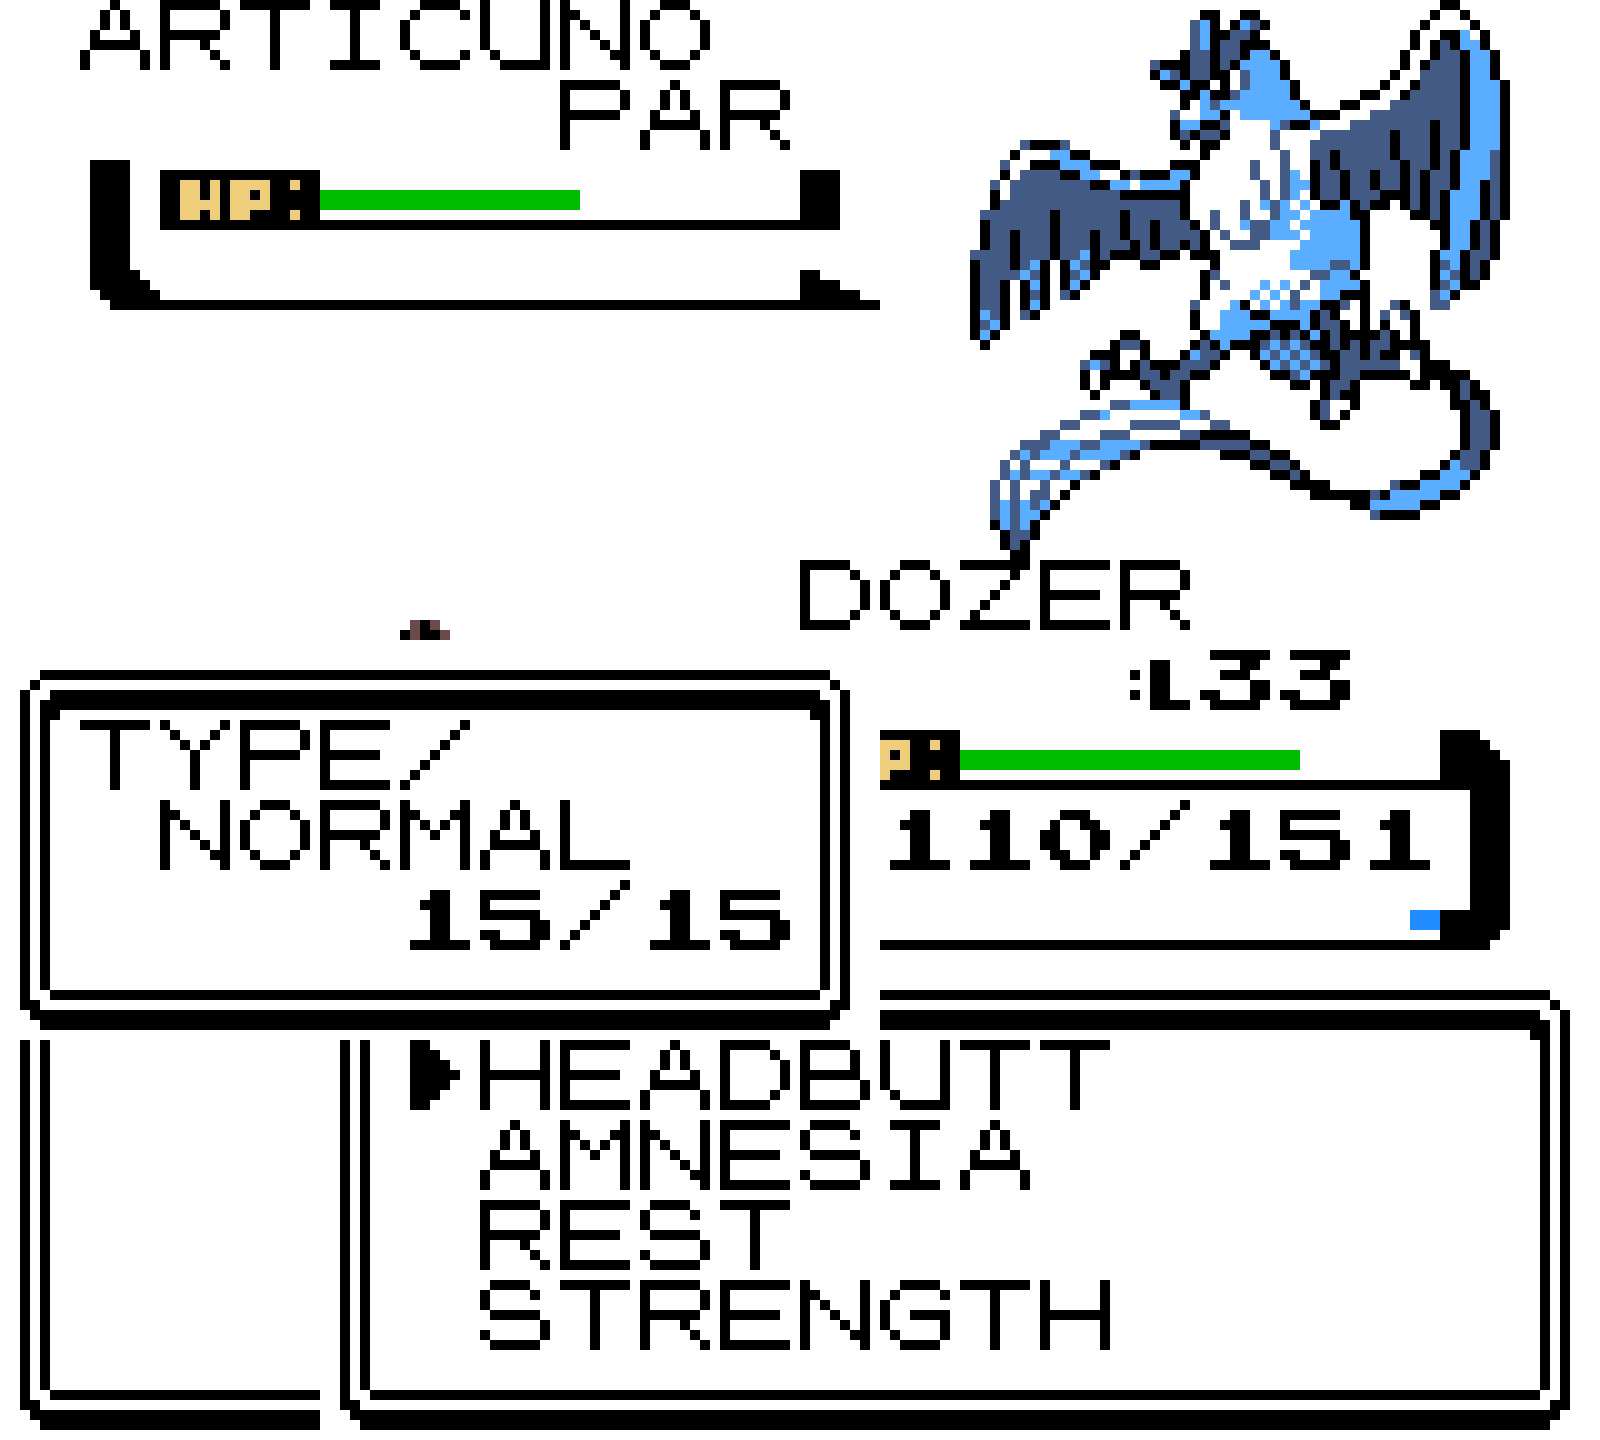 ARTICUNO
PAR
HP:
DOZER
:L33
P:
110/151
TYPE/
NORMAL
15/15
▶HEADBUTT
AMNESIA
REST
STRENGTH